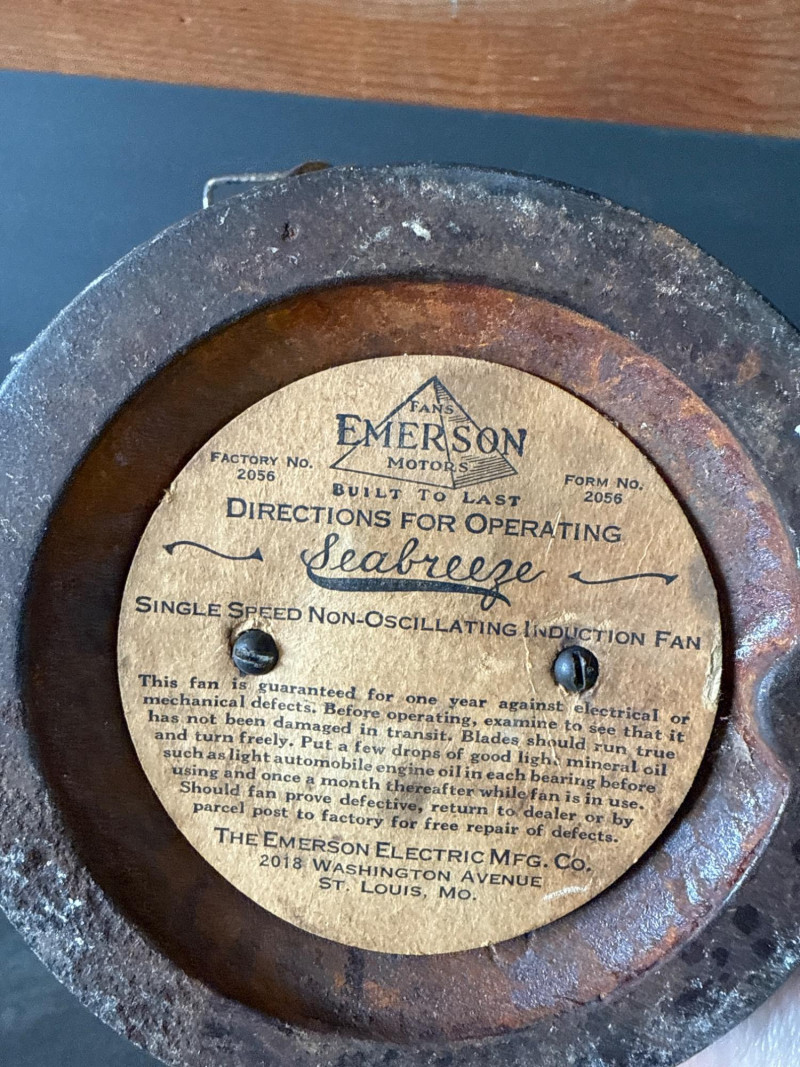 FANS
EMERSON
MOTORS
BUILT TO LAST
FACTORY No.
2056
FORM No.
2056
DIRECTIONS FOR OPERATING
Seabreeze
SINGLE SPEED NON-OSCILLATING INDUCTION FAN
This fan is guaranteed for one year against electrical or
mechanical defects. Before operating, examine to see that it
has not been damaged in transit. Blades should run true
and turn freely. Put a few drops of good light mineral oil
such as light automobile engine oil in each bearing before
using and once a month thereafter while fan is in use.
Should fan prove defective, return to dealer or by
parcel post to factory for free repair of defects.
THE EMERSON ELECTRIC MFG. CO.
2018 WASHINGTON AVENUE
ST. LOUIS, MO.